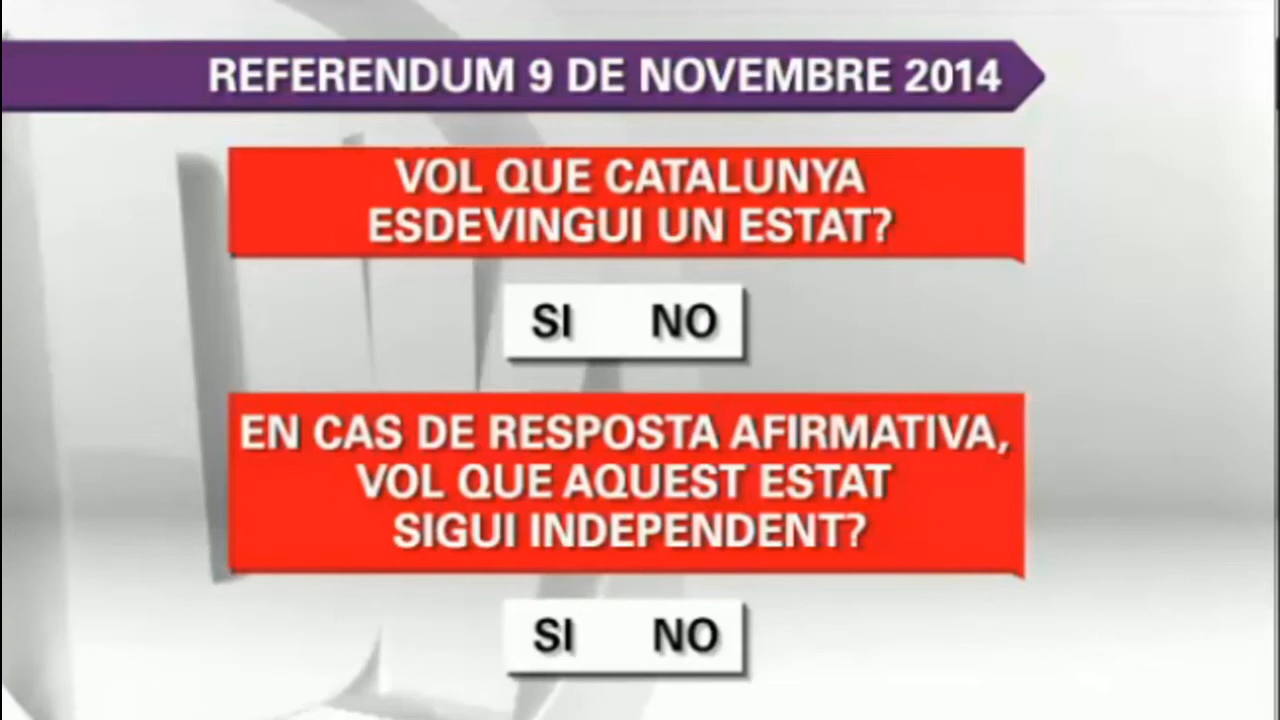 REFERENDUM 9 DE NOVEMBRE 2014
VOL QUE CATALUNYA
ESDEVINGUI UN ESTAT?
SI NO
EN CAS DE RESPOSTA AFIRMATIVA,
VOL QUE AQUEST ESTAT
SIGUI INDEPENDENT?
SI NO